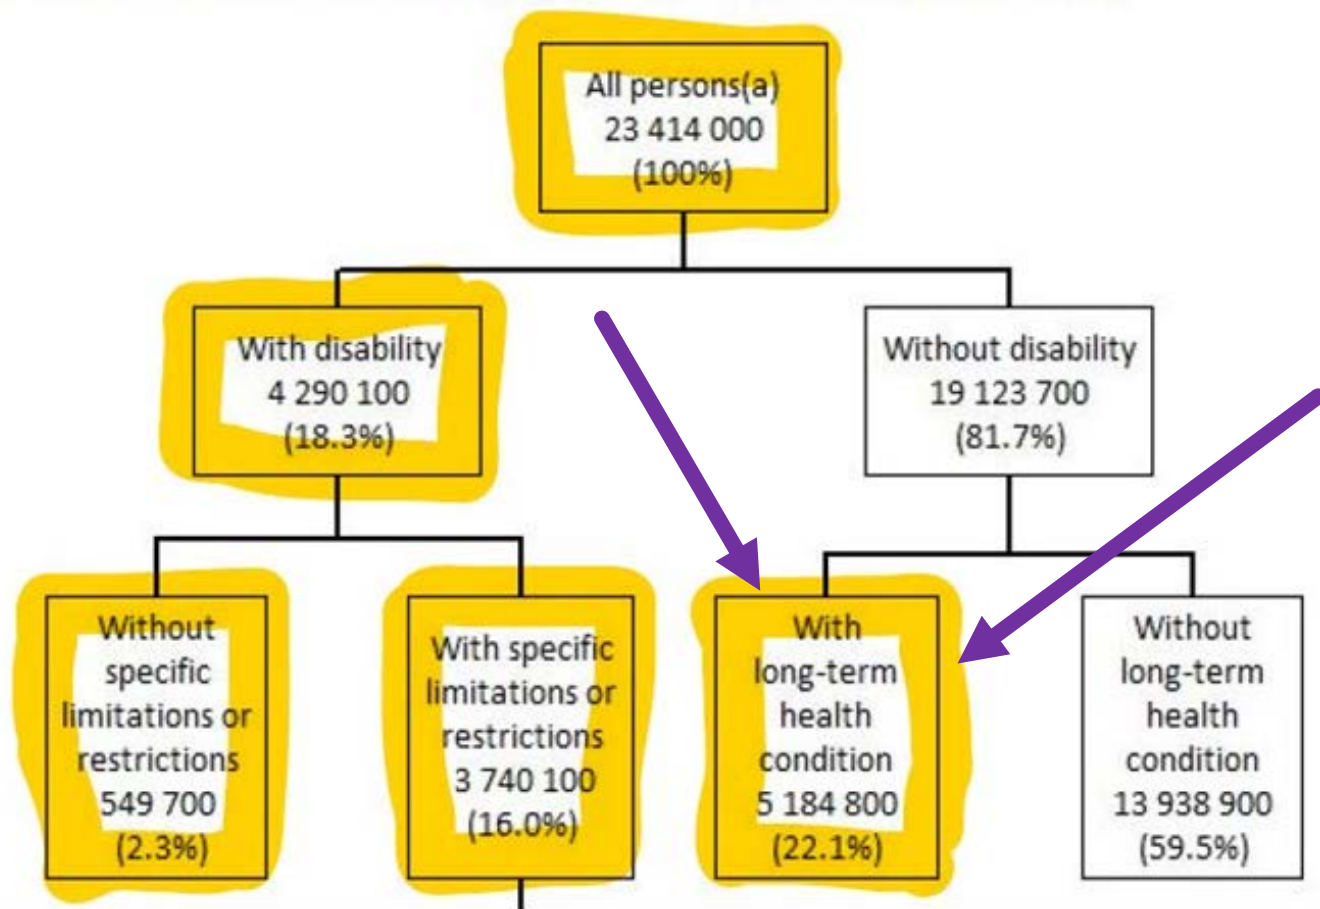 All persons(a)
23 414 000
(100%)
With disability
4 290 100
(18.3%)
Without disability
19 123 700
(81.7%)
Without
specific
limitations or
restrictions
549 700
(2.3%)
With specific
limitations or
restrictions
3 740 100
(16.0%)
With
long-term
health
condition
5 184 800
(22.1%)
Without
long-term
health
condition
13 938 900
(59.5%)